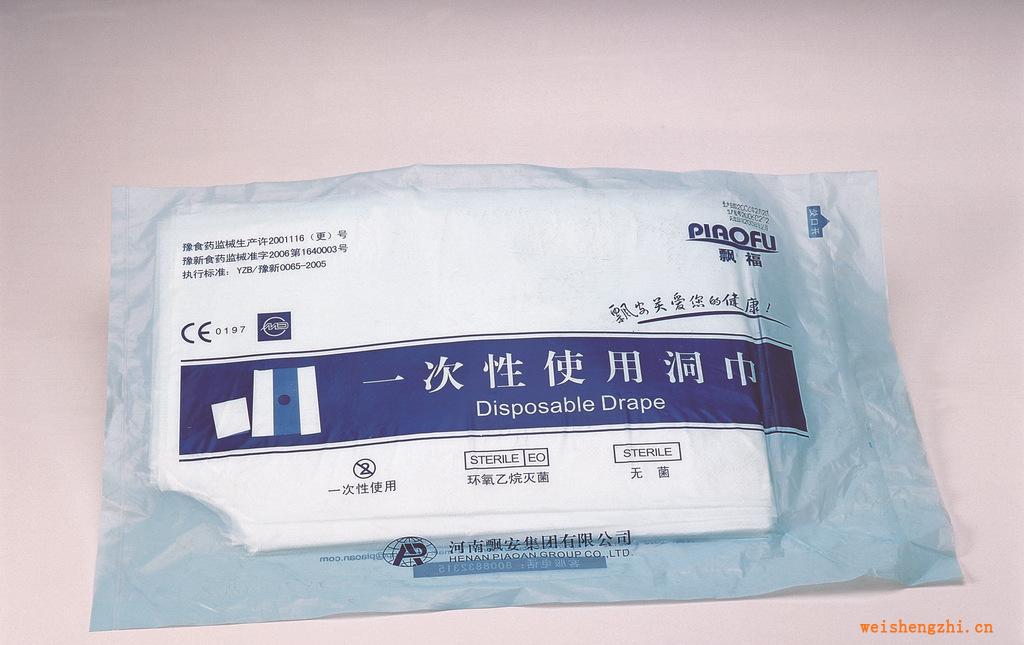 豫食药监械生产许2001116（更）号
豫新食药监械准字2006第1640003号
执行标准：YZB/豫新0065-2005
PIAOFU
飘福
飘安关爱您的健康！
CE 0197
一次性使用洞巾
Disposable Drape
一次性使用
STERILE EO
环氧乙烷灭菌
STERILE
无菌
河南飘安集团有限公司
HENAN PIAOAN GROUP CO., LTD.
客服电话：8008832315
weishengzhi.cn